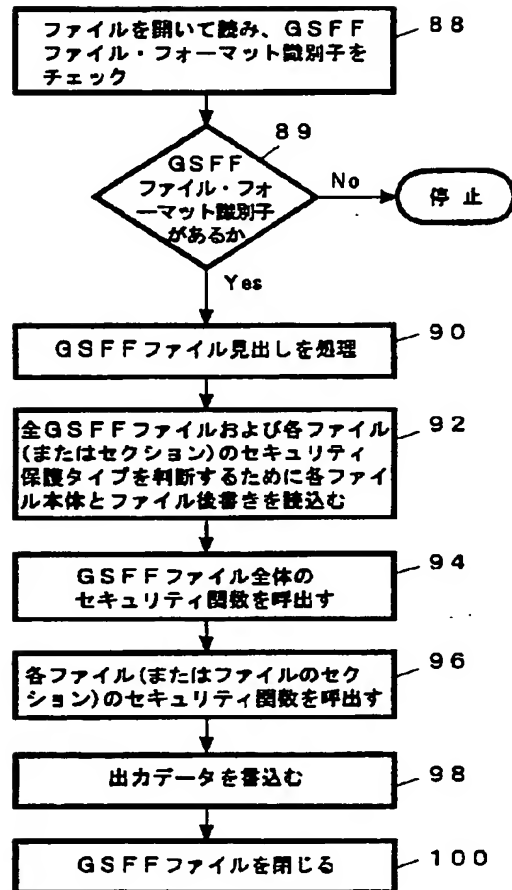 ファイルを開いて読み、GSFF
ファイル・フォーマット識別子を
チェック
88
89
GSFF
ファイル・フォ
ーマット識別子
があるか
No
停止
Yes
GSFFファイル見出しを処理
90
全GSFFファイルおよび各ファイル
(またはセクション)のセキュリティ
保護タイプを判断するために各ファイ
ル本体とファイル後書きを読込む
92
GSFFファイル全体の
セキュリティ関数を呼出す
94
各ファイル(またはファイルのセク
ション)のセキュリティ関数を呼出す
96
出力データを書込む
98
GSFFファイルを閉じる
100